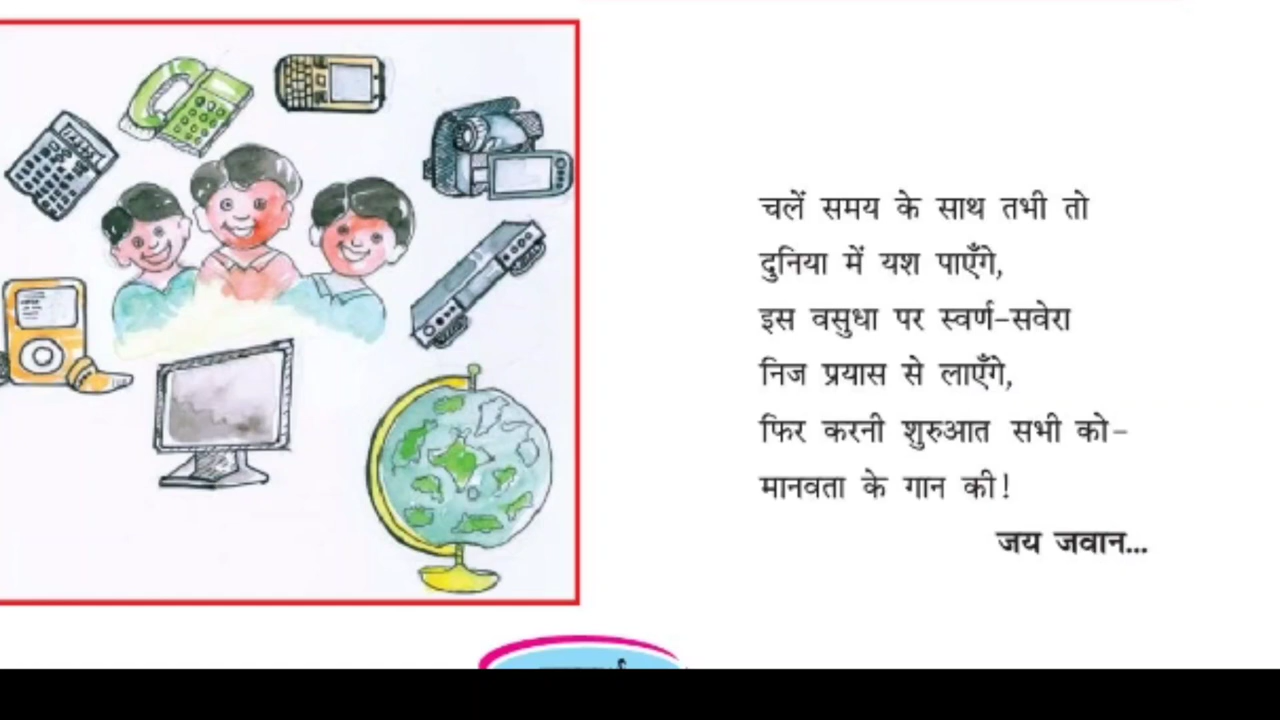 चलें समय के साथ तभी तो
दुनिया में यश पाएँगे,
इस वसुधा पर स्वर्ण-सवेरा
निज प्रयास से लाएँगे,
फिर करनी शुरुआत सभी को-
मानवता के गान की!
जय जवान...